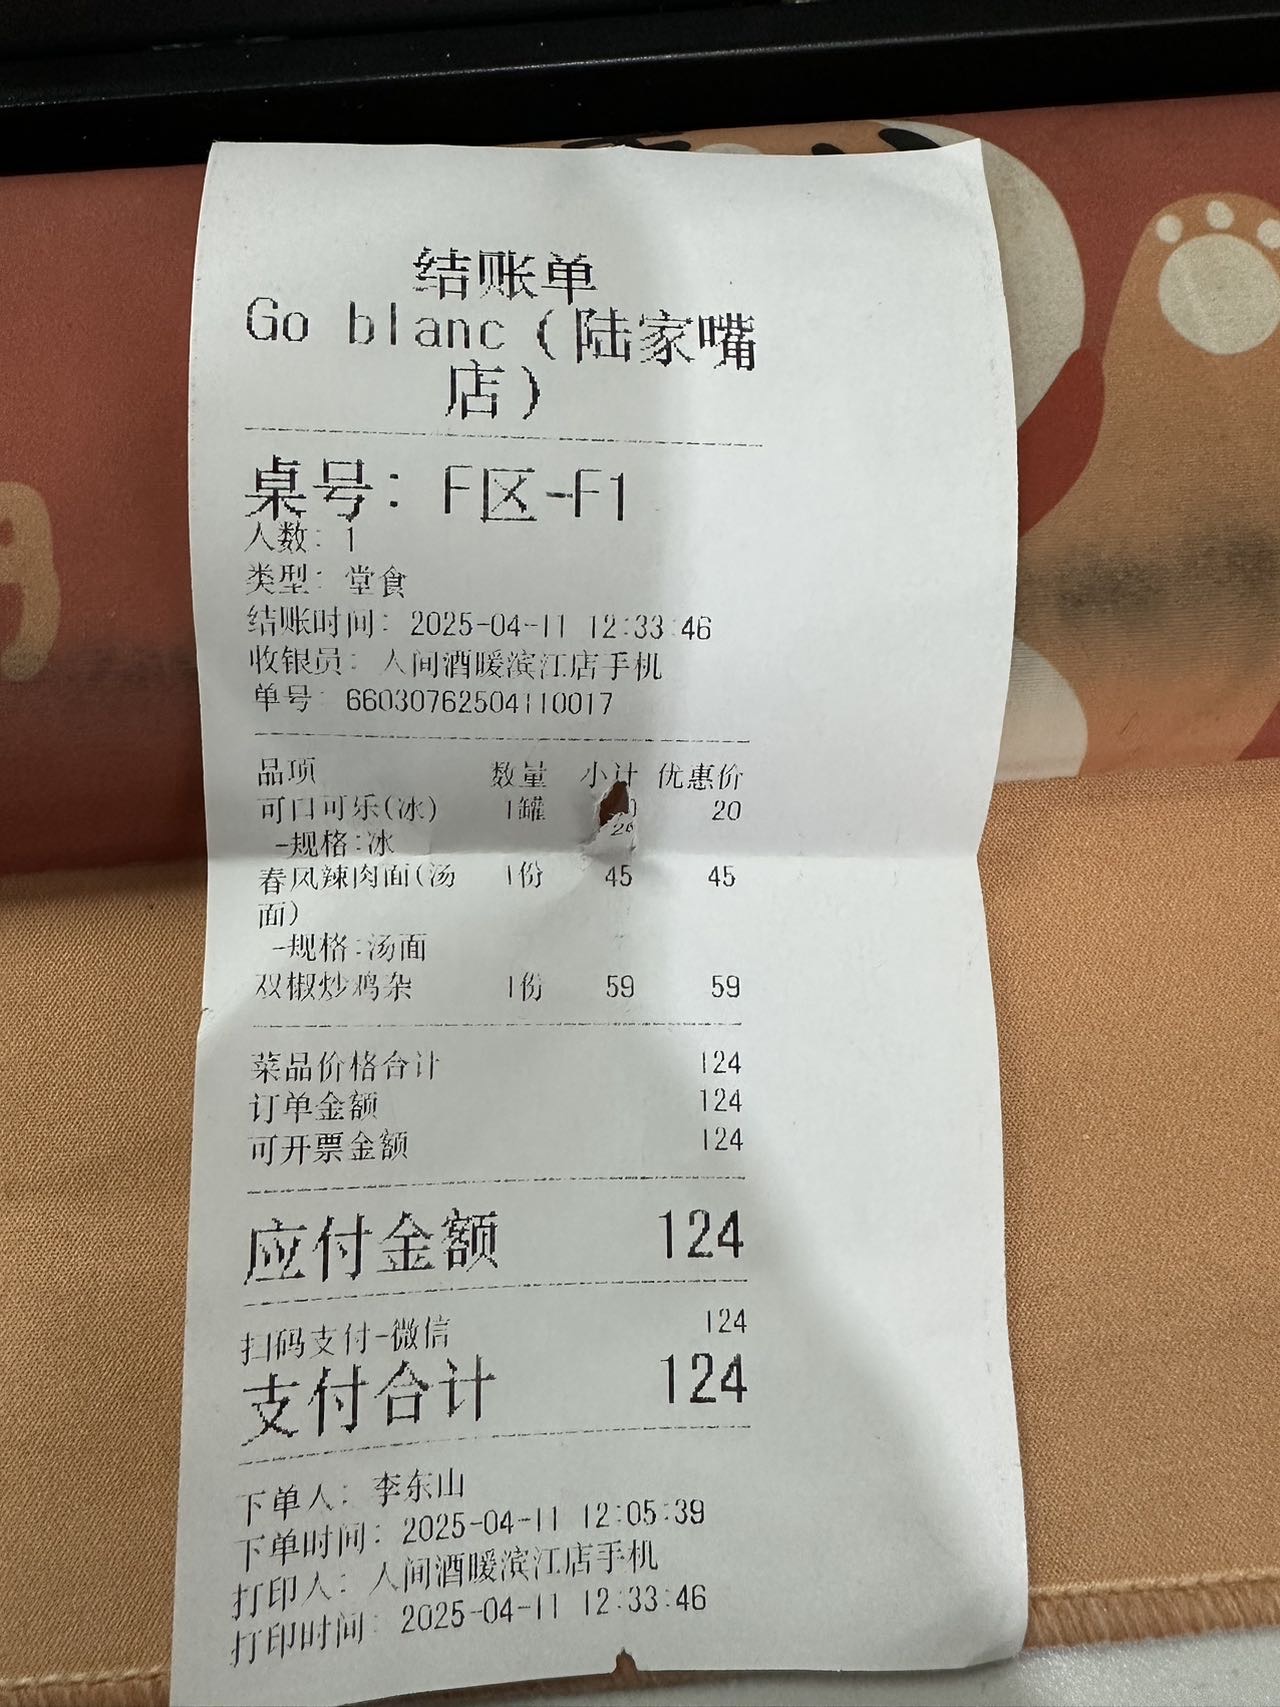 结账单
Go blanc(陆家嘴
店)
桌号: F区-F1
人数: 1
类型: 堂食
结账时间: 2025-04-11 12:33:46
收银员: 人间酒暖滨江店手机
单号: 660307625041110017
品项 数量 小计 优惠价
可口可乐(冰) 1罐 20
-规格:冰
春风辣肉面(汤 1份 45 45
面)
-规格:汤面
双椒炒鸡杂 1份 59 59
菜品价格合计 124
订单金额 124
可开票金额 124
应付金额 124
扫码支付-微信 124
支付合计 124
下单人: 李东山
下单时间: 2025-04-11 12:05:39
打印人: 人间酒暖滨江店手机
打印时间: 2025-04-11 12:33:46